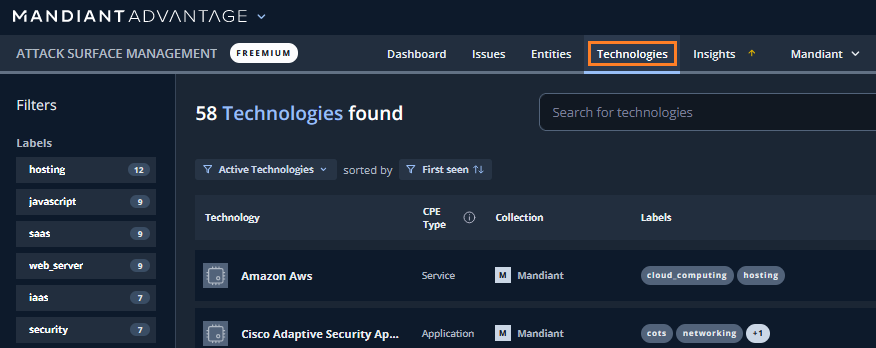 MANDIANT ADVANTAGE
ATTACK SURFACE MANAGEMENT FREEMIUM Dashboard Issues Entities Technologies Insights Mandiant
Filters
Labels
hosting 12
javascript 9
saas 9
web_server 9
iaas 7
security 7
58 Technologies found
Search for technologies
Active Technologies sorted by First seen
Technology CPE Type Collection Labels
Amazon Aws Service M Mandiant cloud_computing hosting
Cisco Adaptive Security Ap... Application M Mandiant cots networking +1